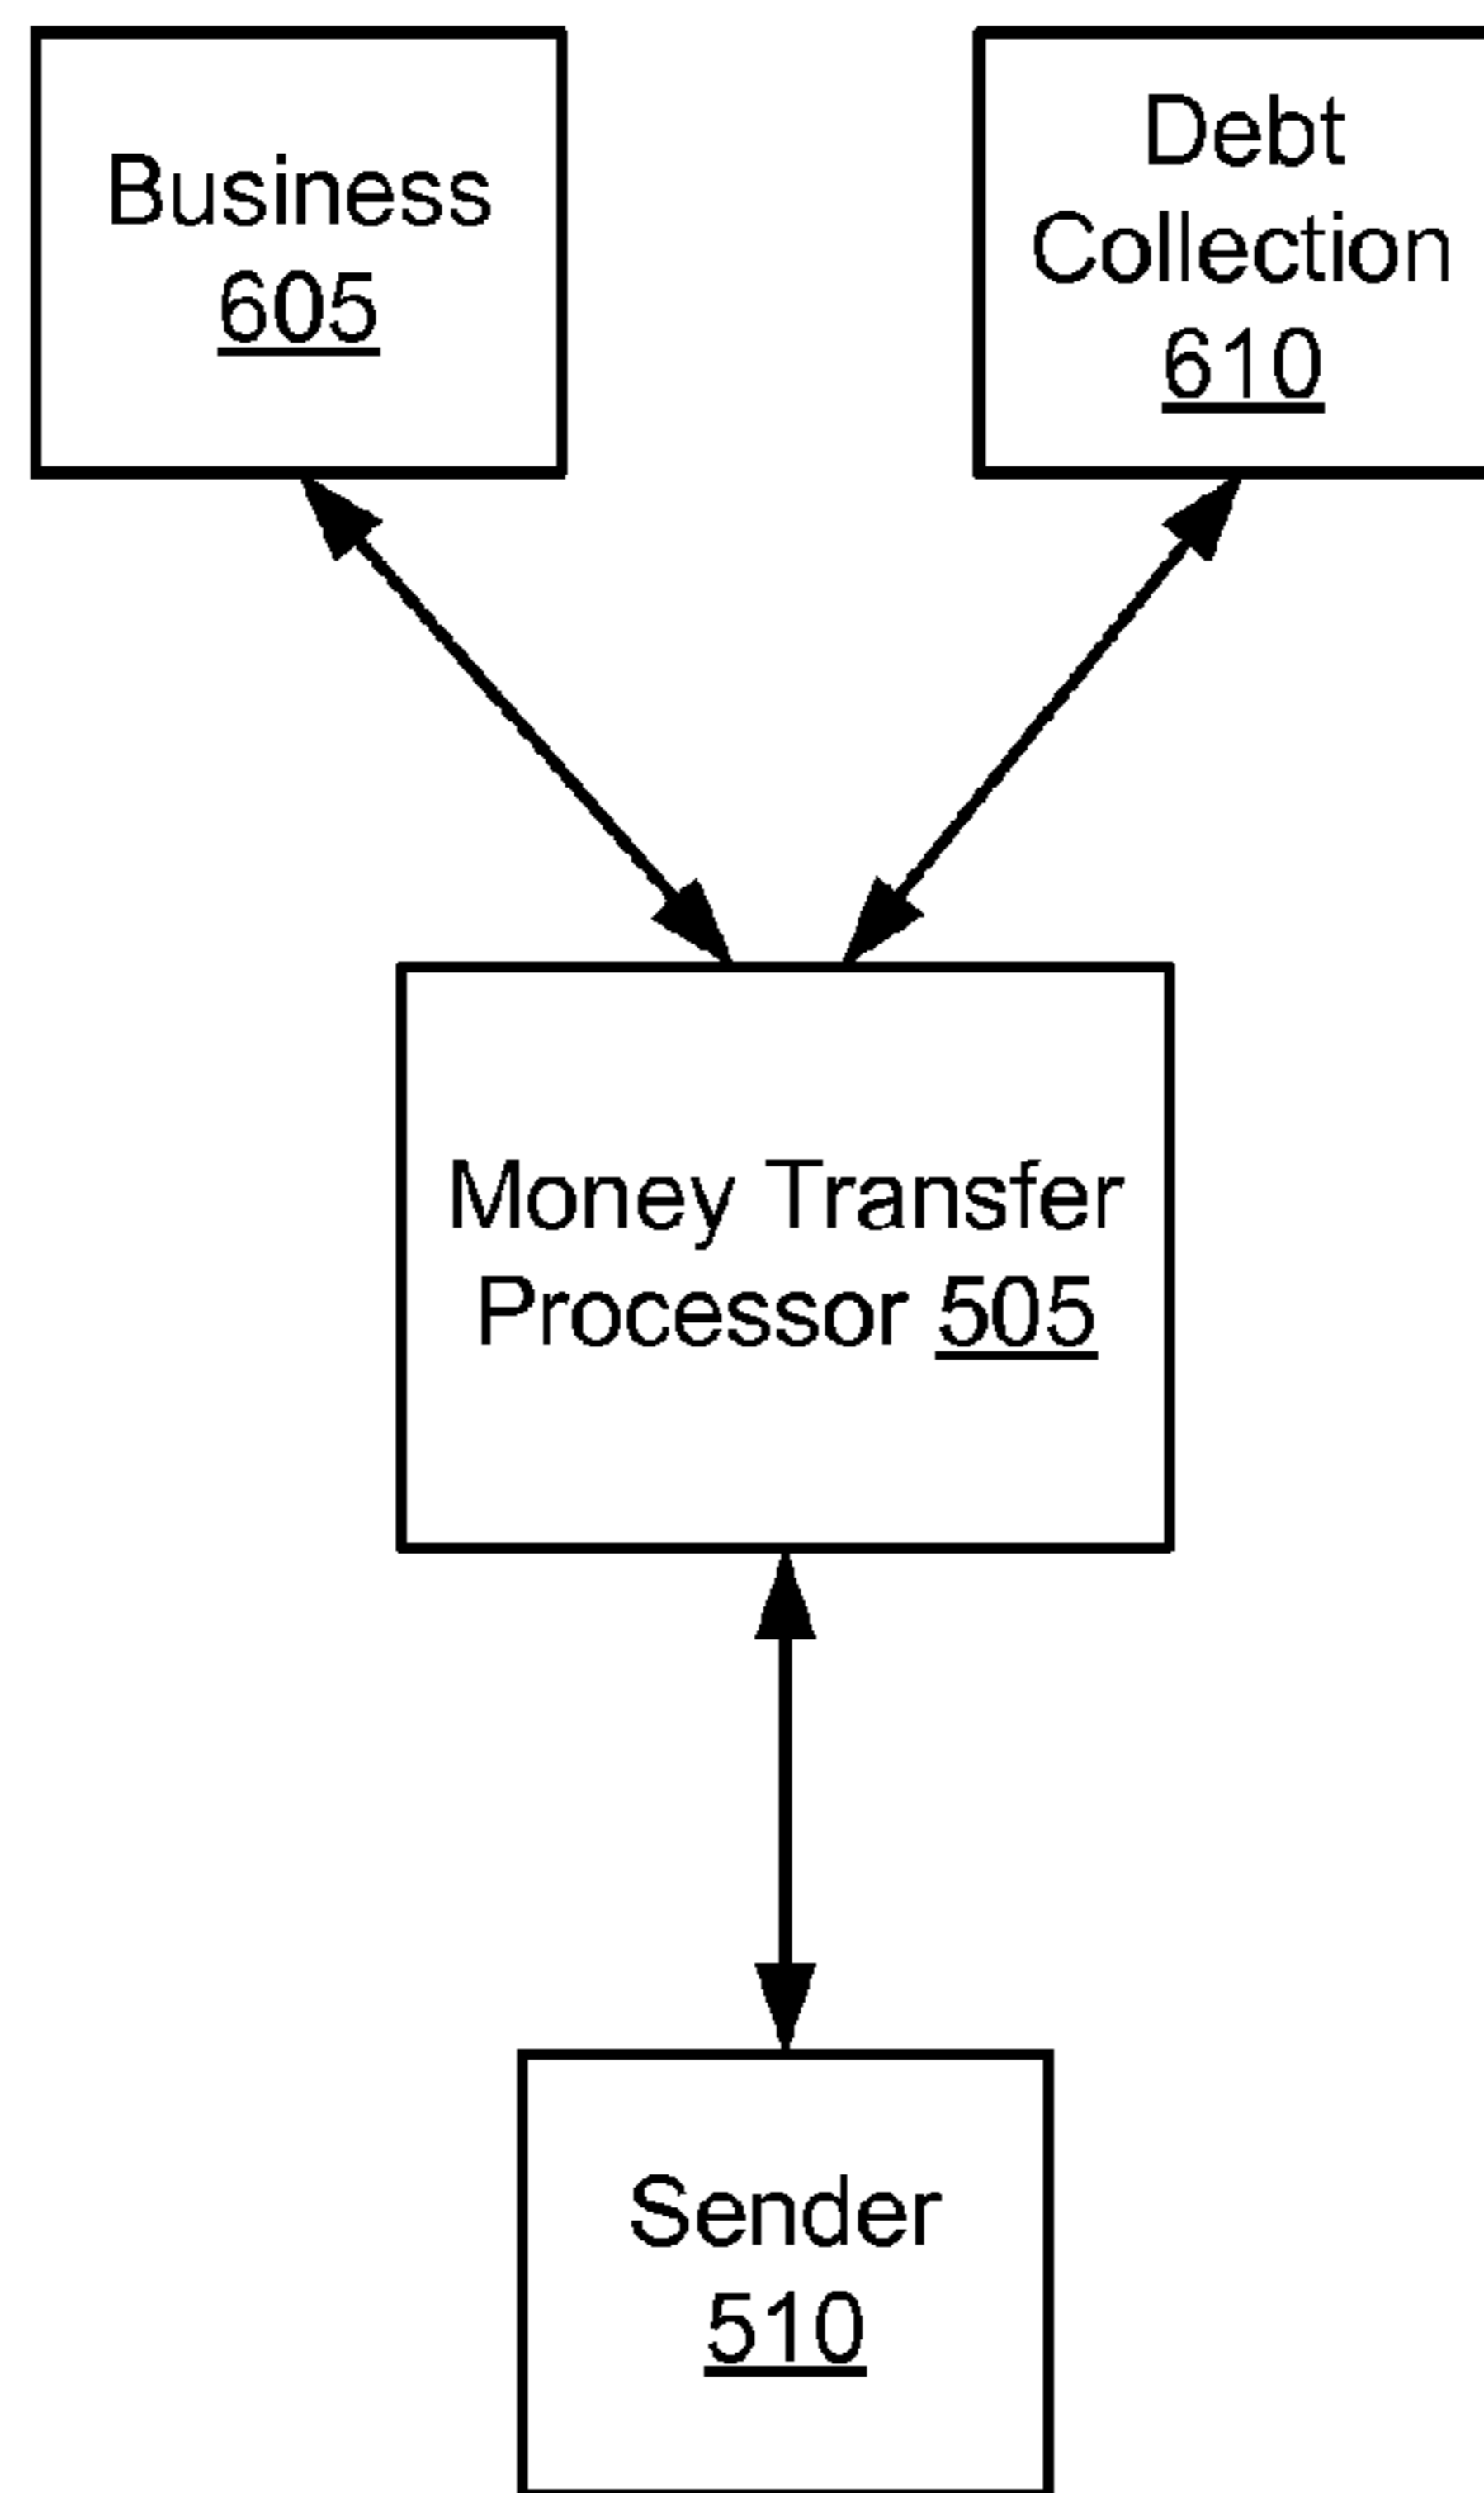 Business
605
Debt
Collection
610
Money Transfer
Processor 505
Sender
510